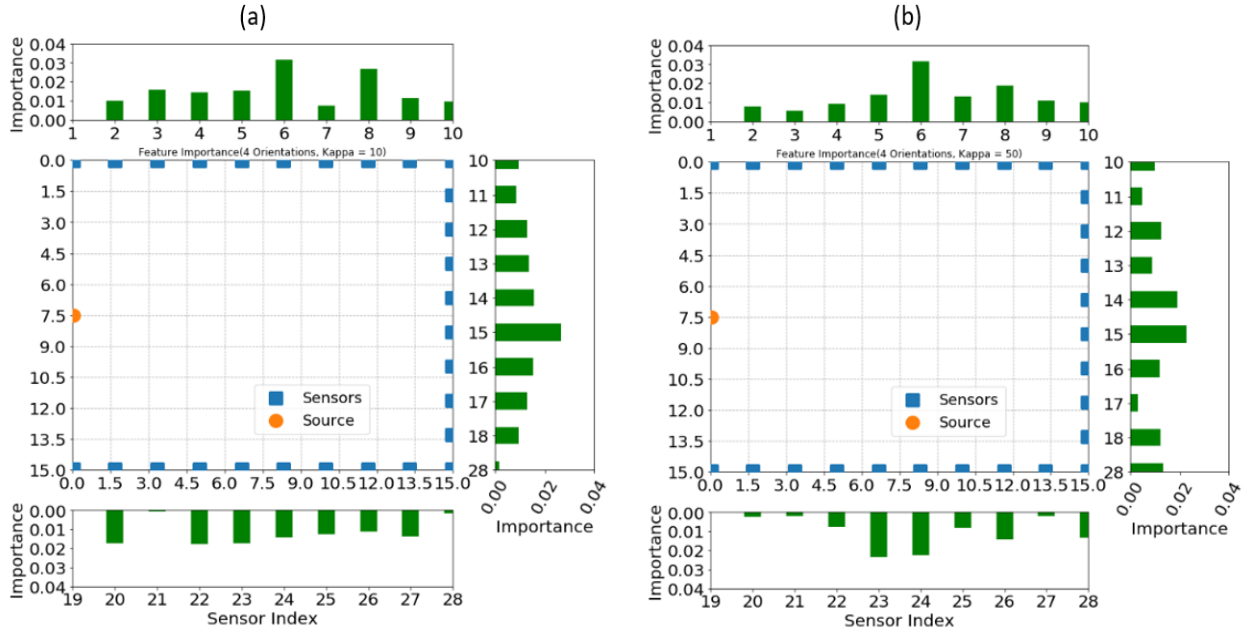 (a)
(b)
Importance
0.04
0.03
0.02
0.01
0.00
1 2 3 4 5 6 7 8 9 10
Feature Importance(4 Orientations, Kappa = 10)
0.0
1.5
3.0
4.5
6.0
7.5
9.0
10.5
12.0
13.5
15.0
0.0 1.5 3.0 4.5 6.0 7.5 9.0 10.5 12.0 13.5 15.0
Sensors
Source
10
11
12
13
14
15
16
17
18
28
0.00 0.02 0.04
Importance
Importance
0.00
0.01
0.02
0.03
0.04
19 20 21 22 23 24 25 26 27 28
Sensor Index
Importance
0.04
0.03
0.02
0.01
0.00
1 2 3 4 5 6 7 8 9 10
Feature Importance(4 Orientations, Kappa = 50)
0.0
1.5
3.0
4.5
6.0
7.5
9.0
10.5
12.0
13.5
15.0
0.0 1.5 3.0 4.5 6.0 7.5 9.0 10.5 12.0 13.5 15.0
Sensors
Source
10
11
12
13
14
15
16
17
18
28
0.00 0.02 0.04
Importance
Importance
0.00
0.01
0.02
0.03
0.04
19 20 21 22 23 24 25 26 27 28
Sensor Index